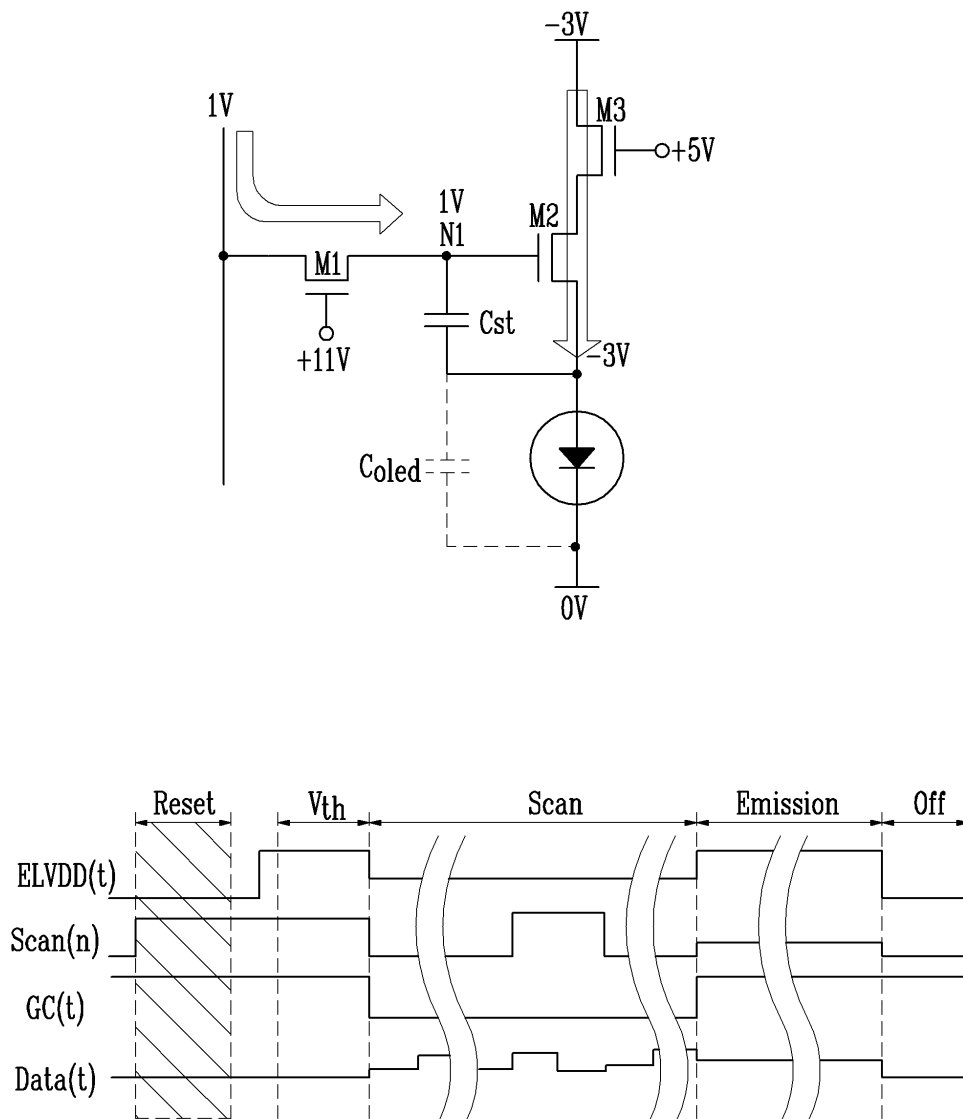 -3V
M3
1V
+5V
1V
M2
N1
M1
Cst
+11V
-3V
Coled
0V
Reset Vth Scan Emission Off
ELVDD(t)
Scan(n)
GC(t)
Data(t)